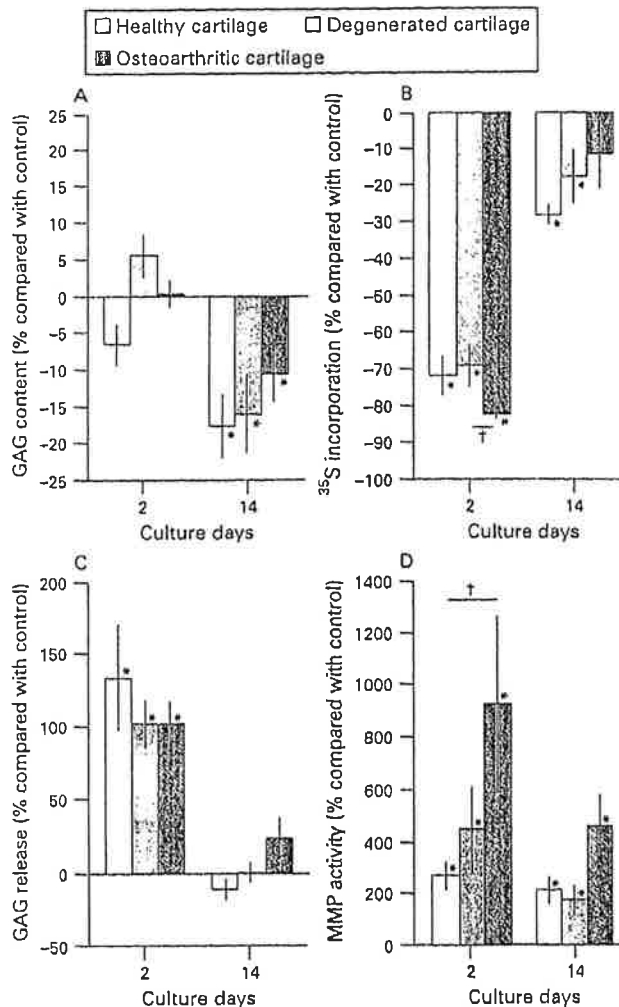 Healthy cartilage Degenerated cartilage
Osteoarthritic cartilage
A
GAG content (% compared with control)
25
20
15
10
5
0
−5
−10
−15
−20
−25
* * *
2 14
Culture days
B
³⁵S incorporation (% compared with control)
0
−10
−20
−30
−40
−50
−60
−70
−80
−90
−100
* * * * *
†
2 14
Culture days
C
GAG release (% compared with control)
200
150
100
50
0
−50
* * *
2 14
Culture days
D
MMP activity (% compared with control)
1400
1200
1000
800
600
400
200
0
†
* * * * * *
2 14
Culture days